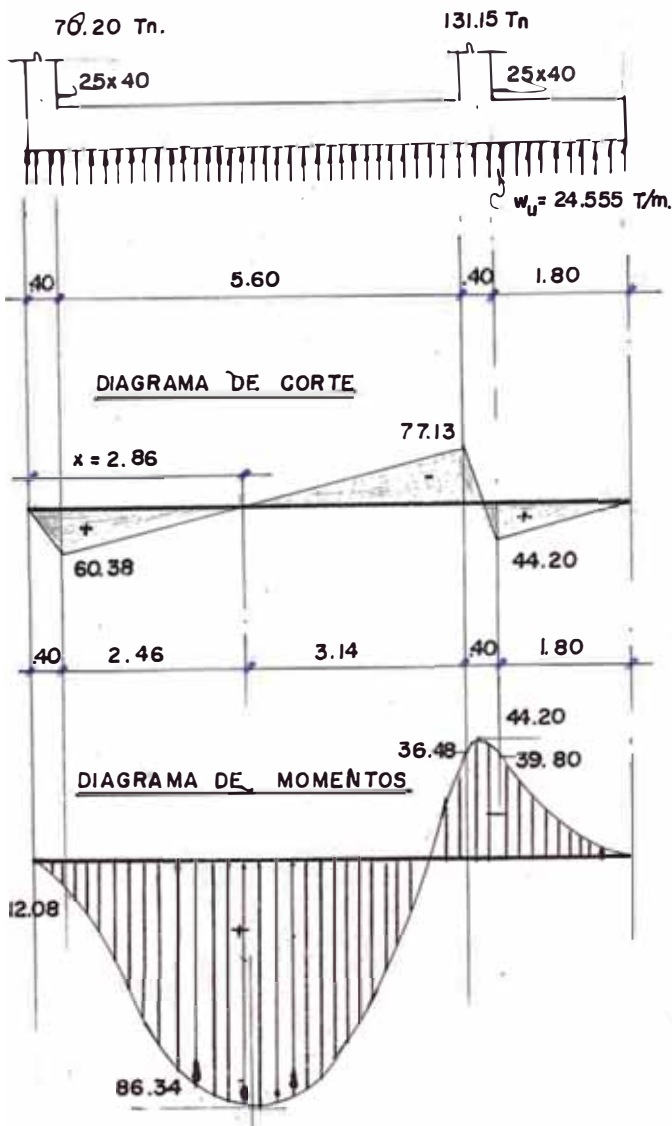 70.20 Tn.
131.15 Tn
25x40
25x40
wu = 24.555 T/m.
.40
5.60
.40
1.80
DIAGRAMA DE CORTE
77.13
x = 2.86
-
+
+
60.38
44.20
.40
2.46
3.14
.40
1.80
44.20
36.48
39.80
DIAGRAMA DE MOMENTOS
-
12.08
+
86.34